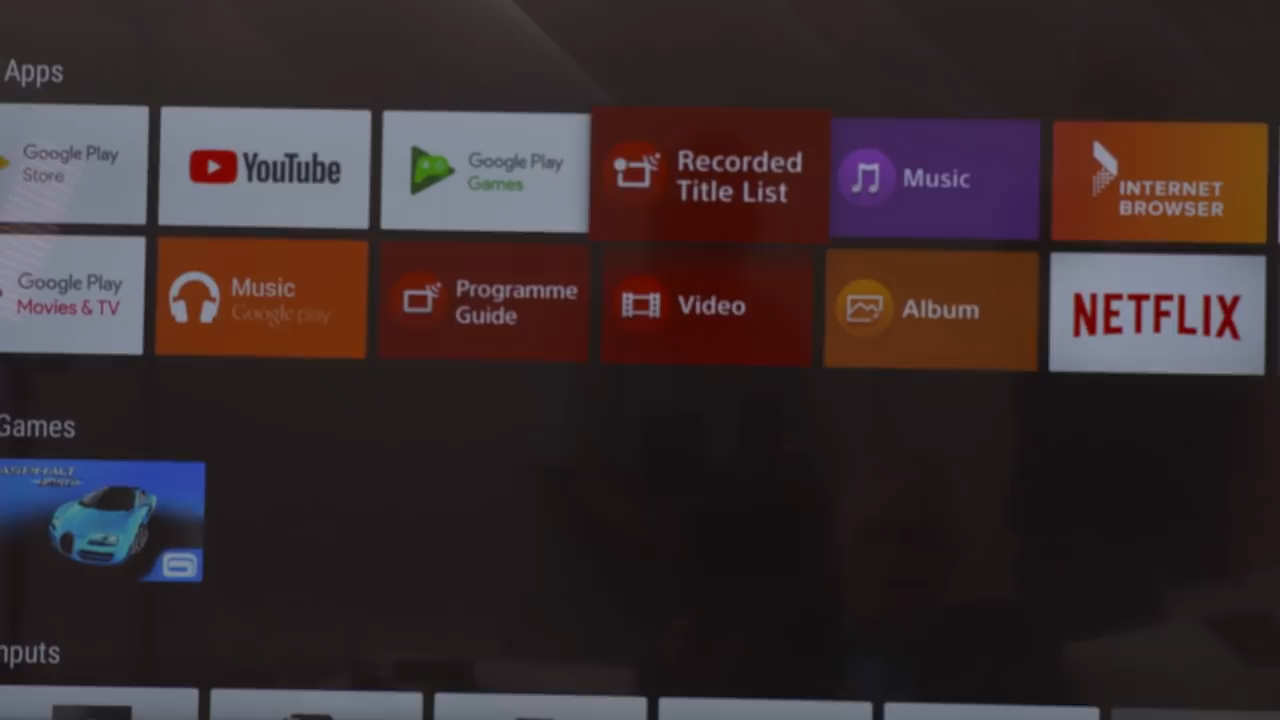 Apps
Google Play
Store
YouTube
Google Play
Games
Recorded
Title List
Music
INTERNET
BROWSER
Google Play
Movies & TV
Music
Google play
Programme
Guide
Video
Album
NETFLIX
Games
ASPHALT
nputs